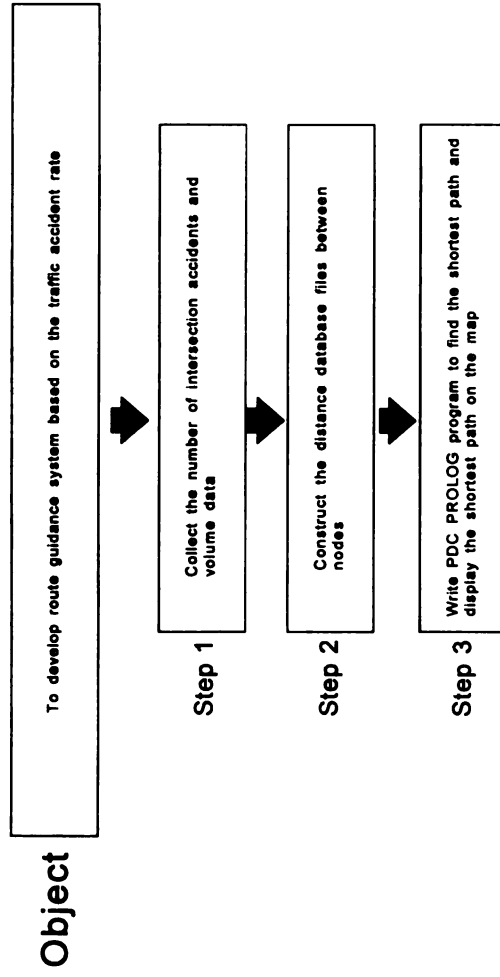 Object
To develop route guidance system based on the traffic accident rate
Step 1
Collect the number of intersection accidents and
volume data
Step 2
Construct the distance database files between
nodes
Step 3
Write PDC PROLOG program to find the shortest path and
display the shortest path on the map